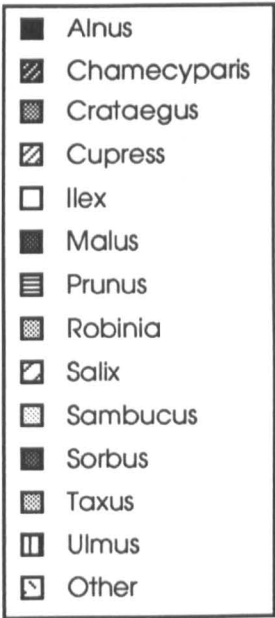 Alnus
Chamecyparis
Crataegus
Cupress
Ilex
Malus
Prunus
Robinia
Salix
Sambucus
Sorbus
Taxus
Ulmus
Other